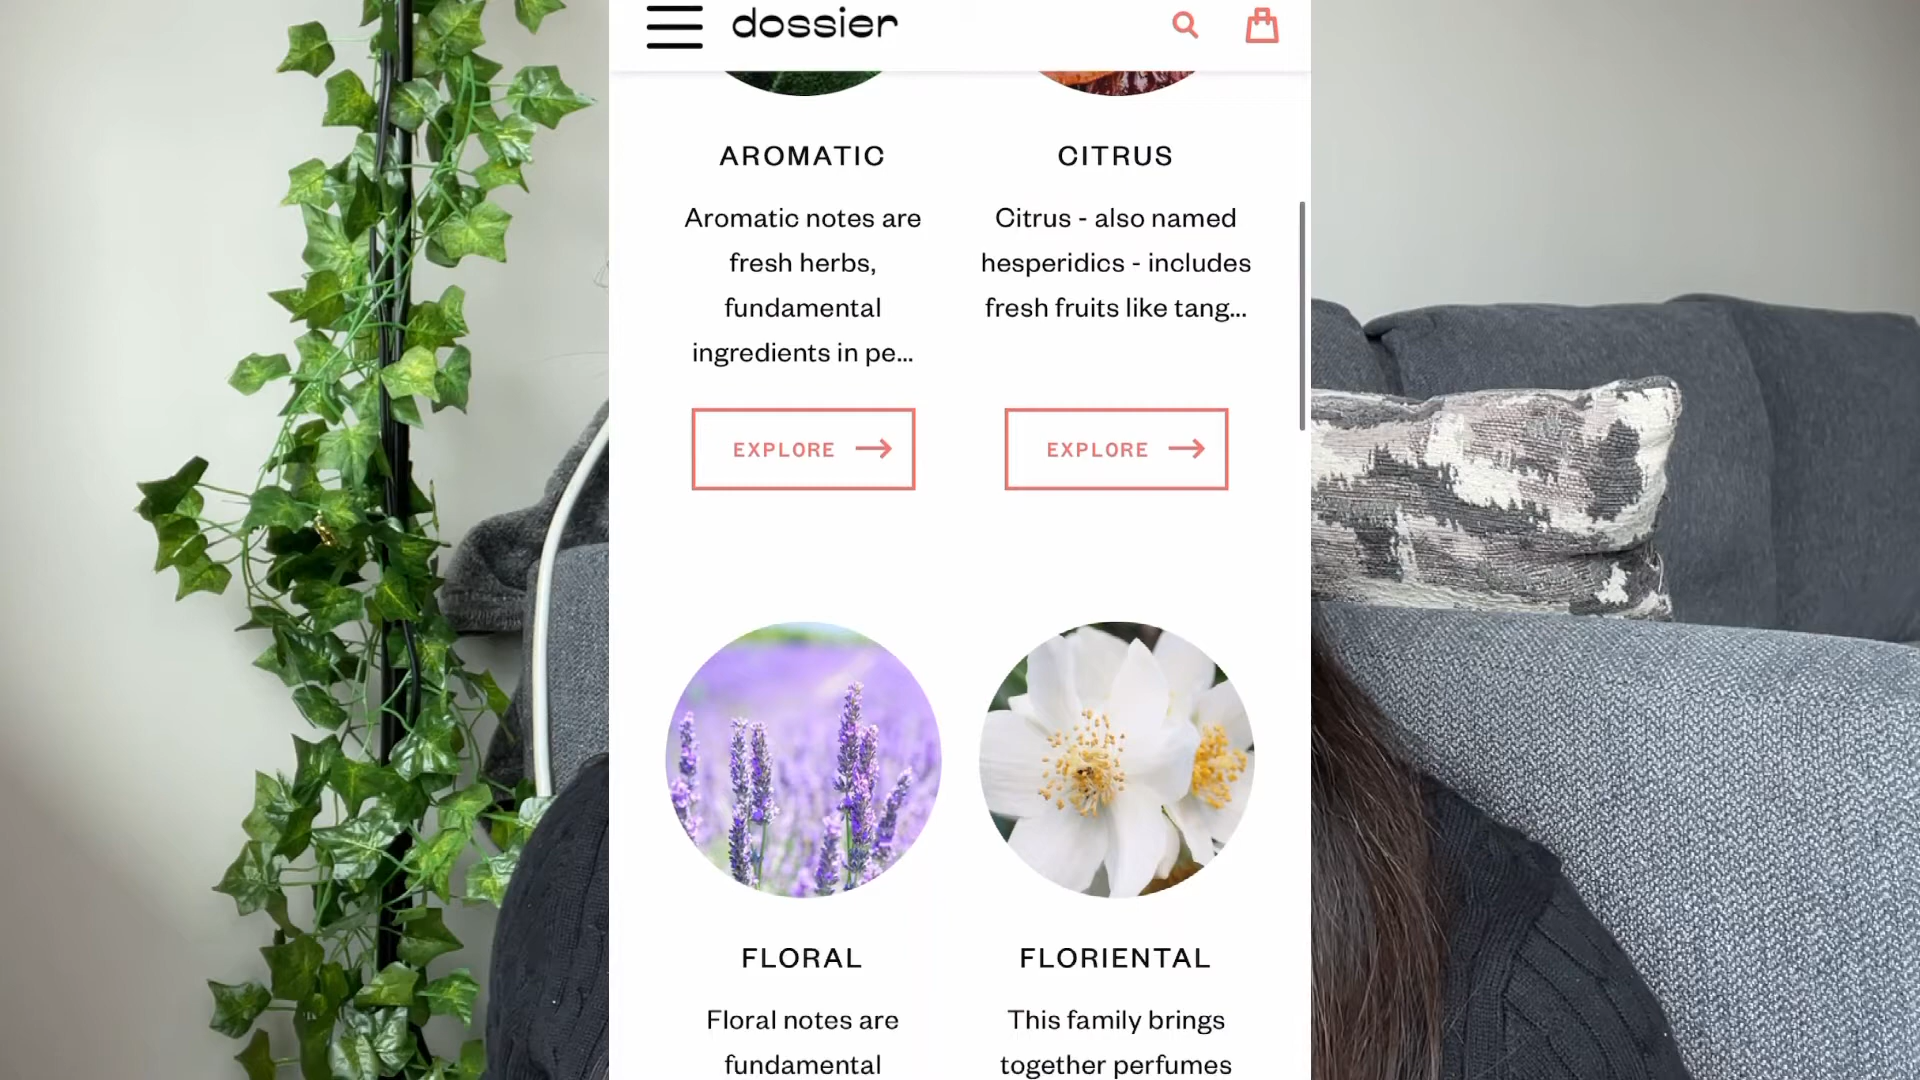 dossier
AROMATIC
Aromatic notes are
fresh herbs,
fundamental
ingredients in pe...
EXPLORE
CITRUS
Citrus - also named
hesperidics - includes
fresh fruits like tang...
EXPLORE
FLORAL
Floral notes are
fundamental
FLORIENTAL
This family brings
together perfumes